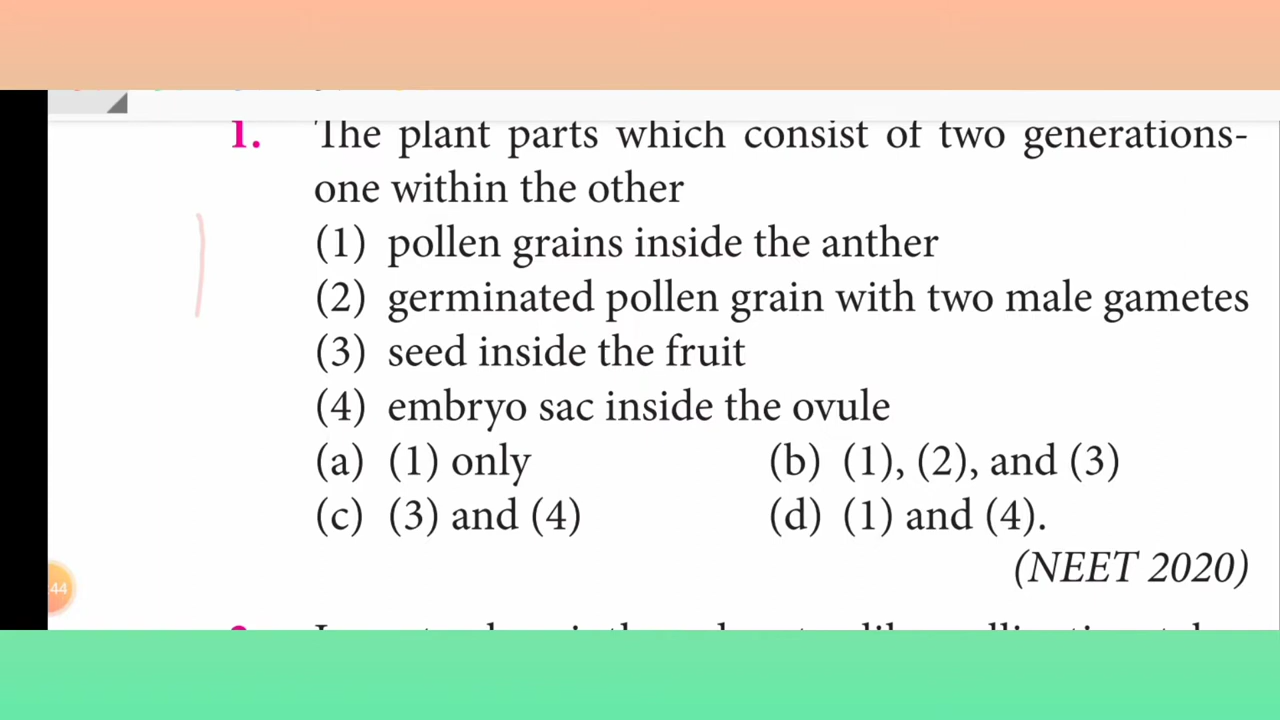 1. The plant parts which consist of two generations-
one within the other
(1) pollen grains inside the anther
(2) germinated pollen grain with two male gametes
(3) seed inside the fruit
(4) embryo sac inside the ovule
(a) (1) only (b) (1), (2), and (3)
(c) (3) and (4) (d) (1) and (4).
(NEET 2020)
44